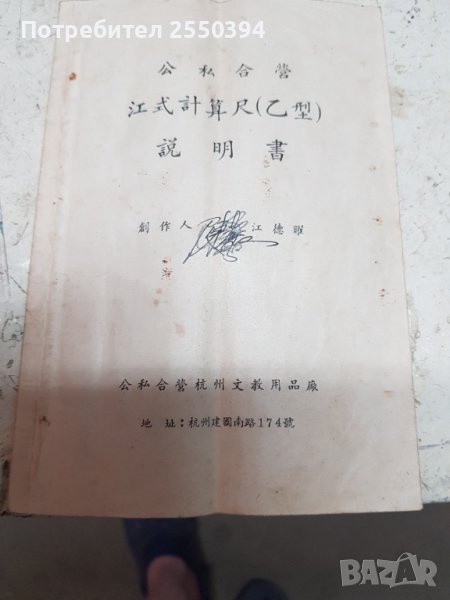 Потребител 2550394
公私合營
江式計算尺(乙型)
説明書
創作人 江德
公私合營杭州文教用品廠
地址：杭州建國南路174號
BAZAR